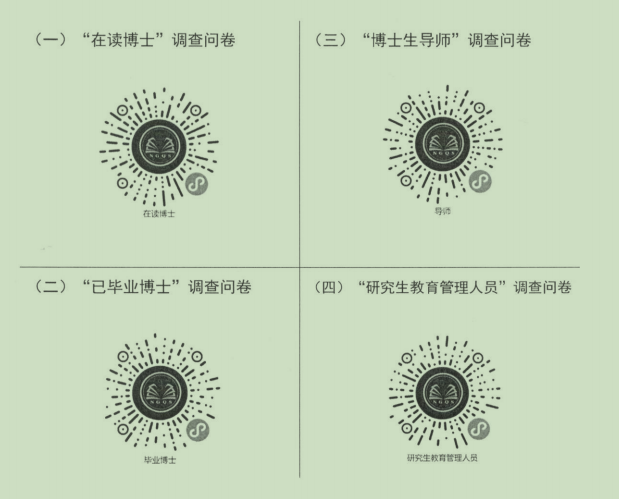 （一）“在读博士”调查问卷
在读博士
（二）“已毕业博士”调查问卷
毕业博士
（三）“博士生导师”调查问卷
导师
（四）“研究生教育管理人员”调查问卷
研究生教育管理人员